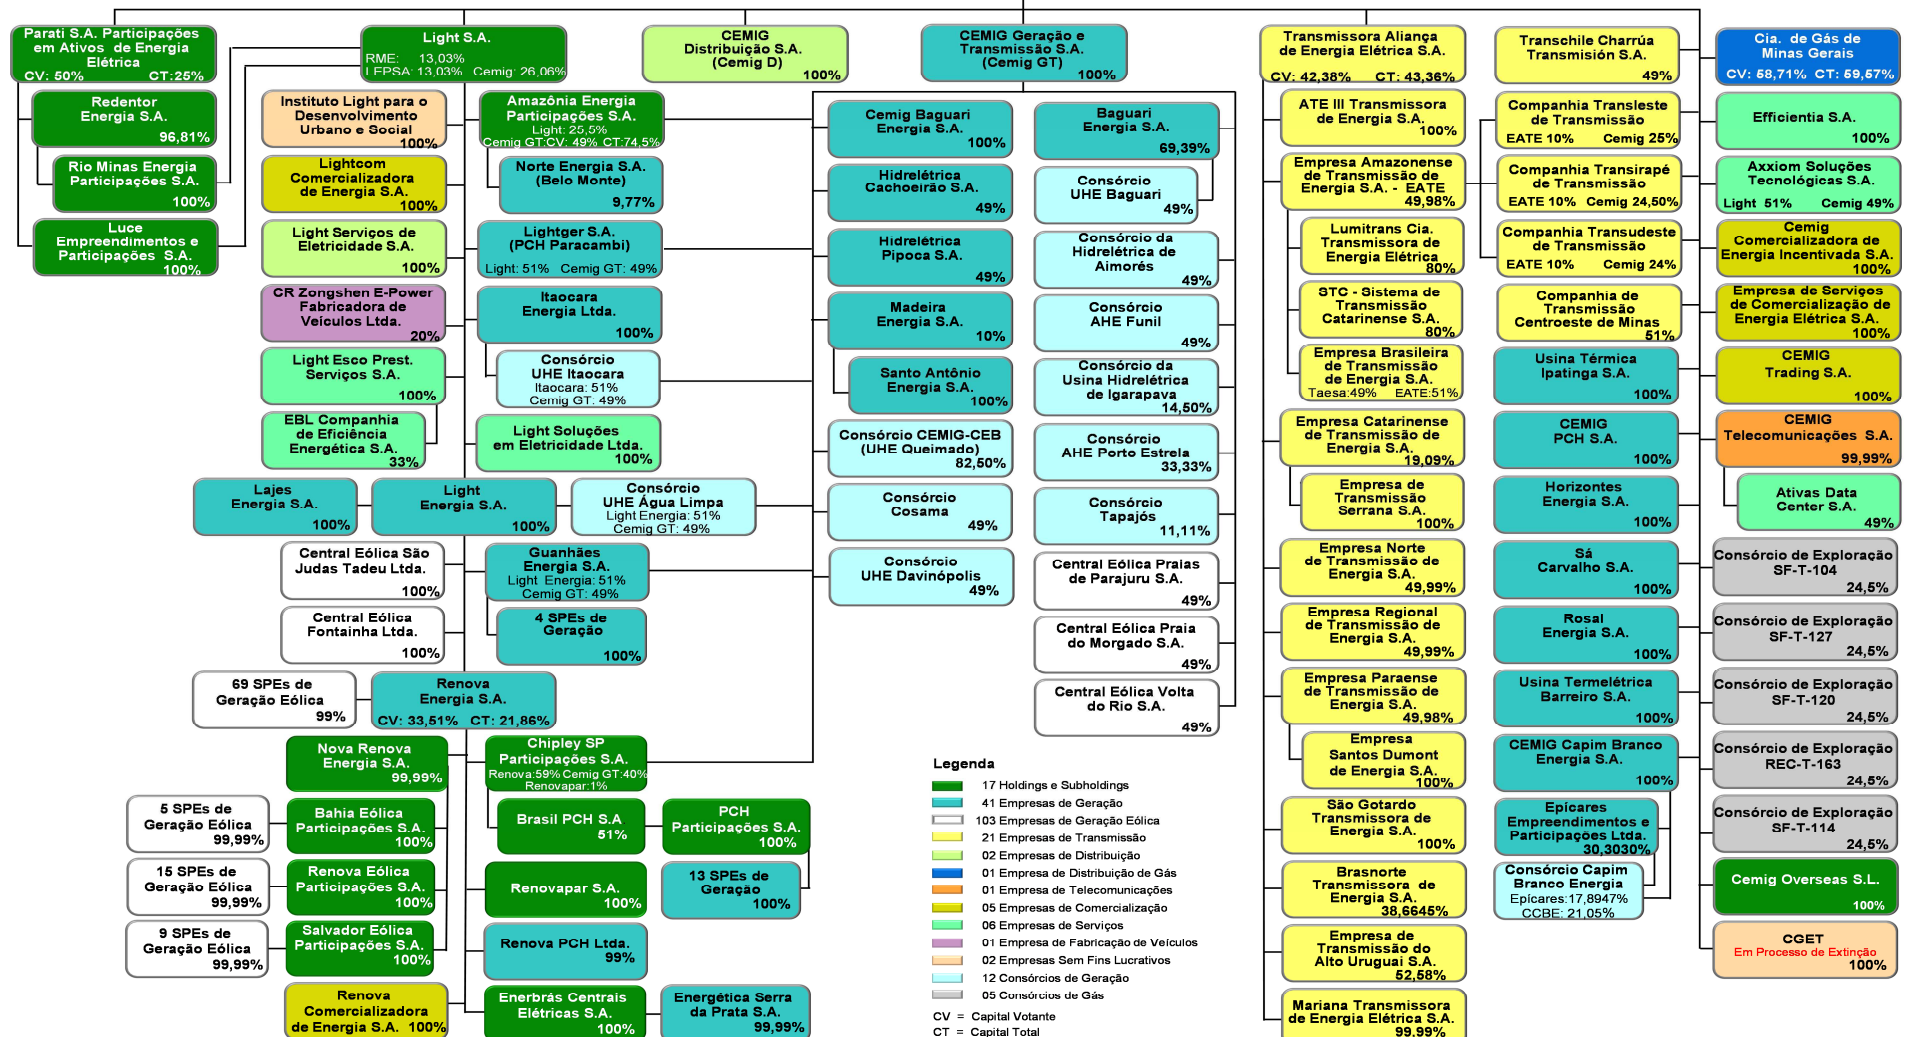 Parati S.A. Participações
em Ativos de Energia
Elétrica
CV: 50% CT:25%
Light S.A.
RME: 13,03%
LEPSA: 13,03% Cemig: 26,06%
CEMIG
Distribuição S.A.
(Cemig D)
100%
CEMIG Geração e
Transmissão S.A.
(Cemig GT)
100%
Transmissora Aliança
de Energia Elétrica S.A.
CV: 42,38% CT: 43,36%
Transchile Charrúa
Transmisión S.A.
49%
Cia. de Gás de
Minas Gerais
CV: 58,71% CT: 59,57%
Redentor
Energia S.A.
96,81%
Rio Minas Energia
Participações S.A.
100%
Luce
Empreendimentos e
Participações S.A.
100%
Instituto Light para o
Desenvolvimento
Urbano e Social
100%
Lightcom
Comercializadora
de Energia S.A.
100%
Light Serviços de
Eletricidade S.A.
100%
CR Zongshen E-Power
Fabricadora de
Veículos Ltda.
20%
Light Esco Prest.
Serviços S.A.
100%
EBL Companhia
de Eficiência
Energética S.A.
33%
Amazônia Energia
Participações S.A.
Light: 25,5%
Cemig GT:CV: 49% CT:74,5%
Norte Energia S.A.
(Belo Monte)
9,77%
Lightger S.A.
(PCH Paracambi)
Light: 51% Cemig GT: 49%
Itaocara
Energia Ltda.
100%
Consórcio
UHE Itaocara
Itaocara: 51%
Cemig GT: 49%
Light Soluções
em Eletricidade Ltda.
100%
Lajes
Energia S.A.
100%
Light
Energia S.A.
100%
Consórcio
UHE Água Limpa
Light Energia: 51%
Cemig GT: 49%
Central Eólica São
Judas Tadeu Ltda.
100%
Guanhães
Energia S.A.
Light Energia: 51%
Cemig GT: 49%
Central Eólica
Fontainha Ltda.
100%
4 SPEs de
Geração
100%
69 SPEs de
Geração Eólica
99%
Renova
Energia S.A.
CV: 33,51% CT: 21,86%
Nova Renova
Energia S.A.
99,99%
Chipley SP
Participações S.A.
Renova:59% Cemig GT:40%
Renovapar:1%
5 SPEs de
Geração Eólica
99,99%
Bahia Eólica
Participações S.A.
100%
Brasil PCH S.A
51%
PCH
Participações S.A.
100%
15 SPEs de
Geração Eólica
99,99%
Renova Eólica
Participações S.A.
100%
Renovapar S.A.
100%
13 SPEs de
Geração
100%
9 SPEs de
Geração Eólica
99,99%
Salvador Eólica
Participações S.A.
100%
Renova PCH Ltda.
99%
Renova
Comercializadora
de Energia S.A. 100%
Enerbrás Centrais
Elétricas S.A.
100%
Energética Serra
da Prata S.A.
99,99%
Cemig Baguari
Energia S.A.
100%
Hidrelétrica
Cachoeirão S.A.
49%
Hidrelétrica
Pipoca S.A.
49%
Madeira
Energia S.A.
10%
Santo Antônio
Energia S.A.
100%
Consórcio CEMIG-CEB
(UHE Queimado)
82,50%
Consórcio
Cosama
49%
Consórcio
UHE Davinópolis
49%
Baguari
Energia S.A.
69,39%
Consórcio
UHE Baguari
49%
Consórcio da
Hidrelétrica de
Aimorés
49%
Consórcio
AHE Funil
49%
Consórcio da
Usina Hidrelétrica
de Igarapava
14,50%
Consórcio
AHE Porto Estrela
33,33%
Consórcio
Tapajós
11,11%
Central Eólica Praias
de Parajuru S.A.
49%
Central Eólica Praia
do Morgado S.A.
49%
Central Eólica Volta
do Rio S.A.
49%
Legenda
17 Holdings e Subholdings
41 Empresas de Geração
103 Empresas de Geração Eólica
21 Empresas de Transmissão
02 Empresas de Distribuição
01 Empresa de Distribuição de Gás
01 Empresa de Telecomunicações
05 Empresas de Comercialização
06 Empresas de Serviços
01 Empresa de Fabricação de Veículos
02 Empresas Sem Fins Lucrativos
12 Consórcios de Geração
05 Consórcios de Gás
CV = Capital Votante
CT = Capital Total
ATE III Transmissora
de Energia S.A.
100%
Empresa Amazonense
de Transmissão de
Energia S.A. - EATE
49,98%
Lumitrans Cia.
Transmissora de
Energia Elétrica
80%
STC - Sistema de
Transmissão
Catarinense S.A.
80%
Empresa Brasileira
de Transmissão
de Energia S.A.
Taesa:49% EATE:51%
Empresa Catarinense
de Transmissão de
Energia S.A.
19,09%
Empresa de
Transmissão
Serrana S.A.
100%
Empresa Norte
de Transmissão de
Energia S.A.
49,99%
Empresa Regional
de Transmissão de
Energia S.A.
49,99%
Empresa Paraense
de Transmissão de
Energia S.A.
49,98%
Empresa
Santos Dumont
de Energia S.A.
100%
São Gotardo
Transmissora de
Energia S.A.
100%
Brasnorte
Transmissora de
Energia S.A.
38,6645%
Empresa de
Transmissão do
Alto Uruguai S.A.
52,58%
Mariana Transmissora
de Energia Elétrica S.A.
99,99%
Companhia Transleste
de Transmissão
EATE 10% Cemig 25%
Companhia Transirapé
de Transmissão
EATE 10% Cemig 24,50%
Companhia Transudeste
de Transmissão
EATE 10% Cemig 24%
Companhia de
Transmissão
Centroeste de Minas
51%
Usina Térmica
Ipatinga S.A.
100%
CEMIG
PCH S.A.
100%
Horizontes
Energia S.A.
100%
Sá
Carvalho S.A.
100%
Rosal
Energia S.A.
100%
Usina Termelétrica
Barreiro S.A.
100%
CEMIG Capim Branco
Energia S.A.
100%
Epícares
Empreendimentos e
Participações Ltda.
30,3030%
Consórcio Capim
Branco Energia
Epícares:17,8947%
CCBE: 21,05%
Efficientia S.A.
100%
Axxiom Soluções
Tecnológicas S.A.
Light 51% Cemig 49%
Cemig
Comercializadora de
Energia Incentivada S.A.
100%
Empresa de Serviços
de Comercialização de
Energia Elétrica S.A.
100%
CEMIG
Trading S.A.
100%
CEMIG
Telecomunicações S.A.
99,99%
Ativas Data
Center S.A.
49%
Consórcio de Exploração
SF-T-104
24,5%
Consórcio de Exploração
SF-T-127
24,5%
Consórcio de Exploração
SF-T-120
24,5%
Consórcio de Exploração
REC-T-163
24,5%
Consórcio de Exploração
SF-T-114
24,5%
Cemig Overseas S.L.
100%
CGET
Em Processo de Extinção
100%